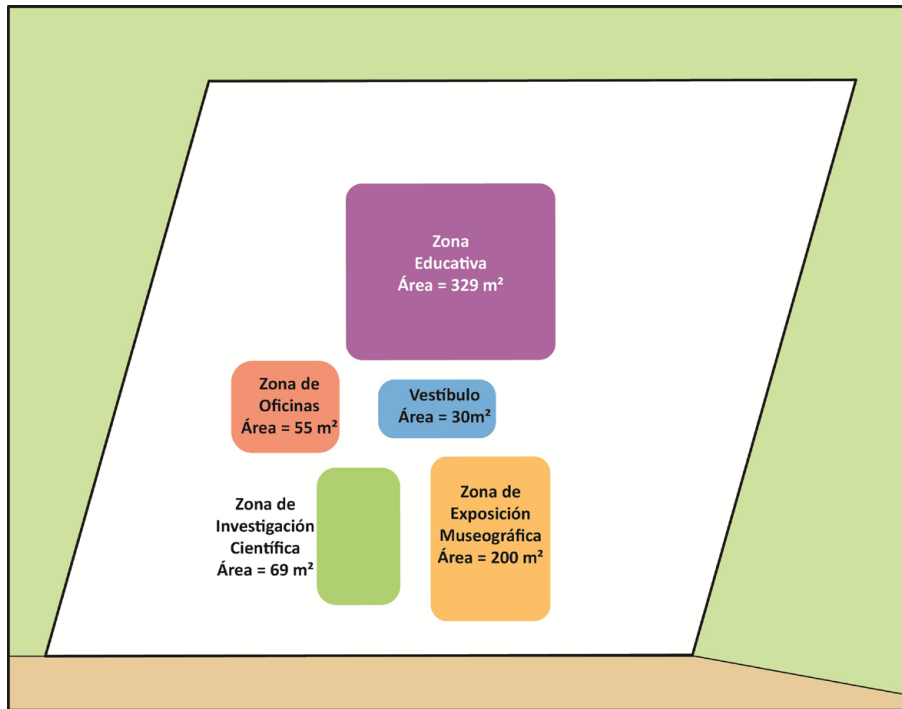 Zona
Educativa
Área = 329 m²
Zona de
Oficinas
Área = 55 m²
Vestíbulo
Área = 30m²
Zona de
Investigación
Científica
Área = 69 m²
Zona de
Exposición
Museográfica
Área = 200 m²